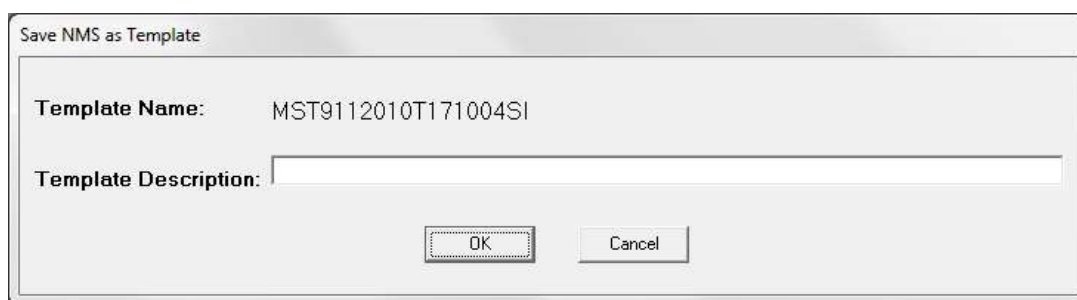 Save NMS as Template
Template Name: MST9112010T171004SI
Template Description:
OK Cancel